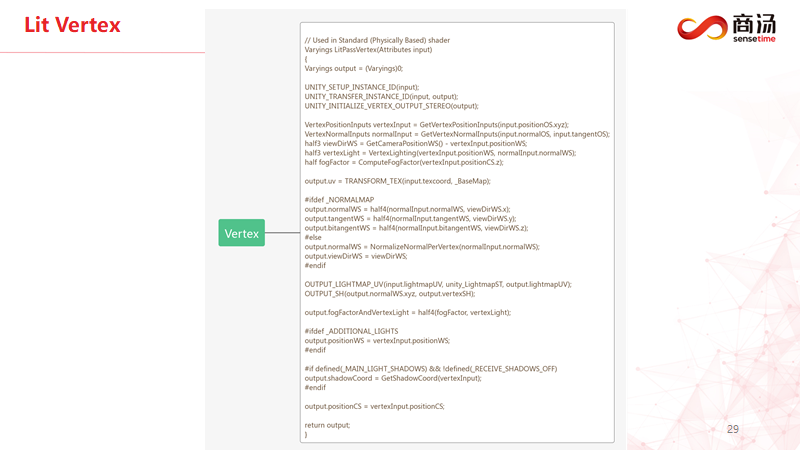 Lit Vertex
商汤
sensetime
// Used in Standard (Physically Based) shader
Varyings LitPassVertex(Attributes input)
{
Varyings output = (Varyings)0;
UNITY_SETUP_INSTANCE_ID(input);
UNITY_TRANSFER_INSTANCE_ID(input, output);
UNITY_INITIALIZE_VERTEX_OUTPUT_STEREO(output);
VertexPositionInputs vertexInput = GetVertexPositionInputs(input.positionOS.xyz);
VertexNormalInputs normalInput = GetVertexNormalInputs(input.normalOS, input.tangentOS);
half3 viewDirWS = GetCameraPositionWS() - vertexInput.positionWS;
half3 vertexLight = VertexLighting(vertexInput.positionWS, normalInput.normalWS);
half fogFactor = ComputeFogFactor(vertexInput.positionCS.z);
output.uv = TRANSFORM_TEX(input.texcoord, _BaseMap);
#ifdef _NORMALMAP
output.normalWS = half4(normalInput.normalWS, viewDirWS.x);
output.tangentWS = half4(normalInput.tangentWS, viewDirWS.y);
output.bitangentWS = half4(normalInput.bitangentWS, viewDirWS.z);
#else
output.normalWS = NormalizeNormalPerVertex(normalInput.normalWS);
output.viewDirWS = viewDirWS;
#endif
OUTPUT_LIGHTMAP_UV(input.lightmapUV, unity_LightmapST, output.lightmapUV);
OUTPUT_SH(output.normalWS.xyz, output.vertexSH);
output.fogFactorAndVertexLight = half4(fogFactor, vertexLight);
#ifdef _ADDITIONAL_LIGHTS
output.positionWS = vertexInput.positionWS;
#endif
#if defined(_MAIN_LIGHT_SHADOWS) && !defined(_RECEIVE_SHADOWS_OFF)
output.shadowCoord = GetShadowCoord(vertexInput);
#endif
output.positionCS = vertexInput.positionCS;
return output;
}
Vertex
29